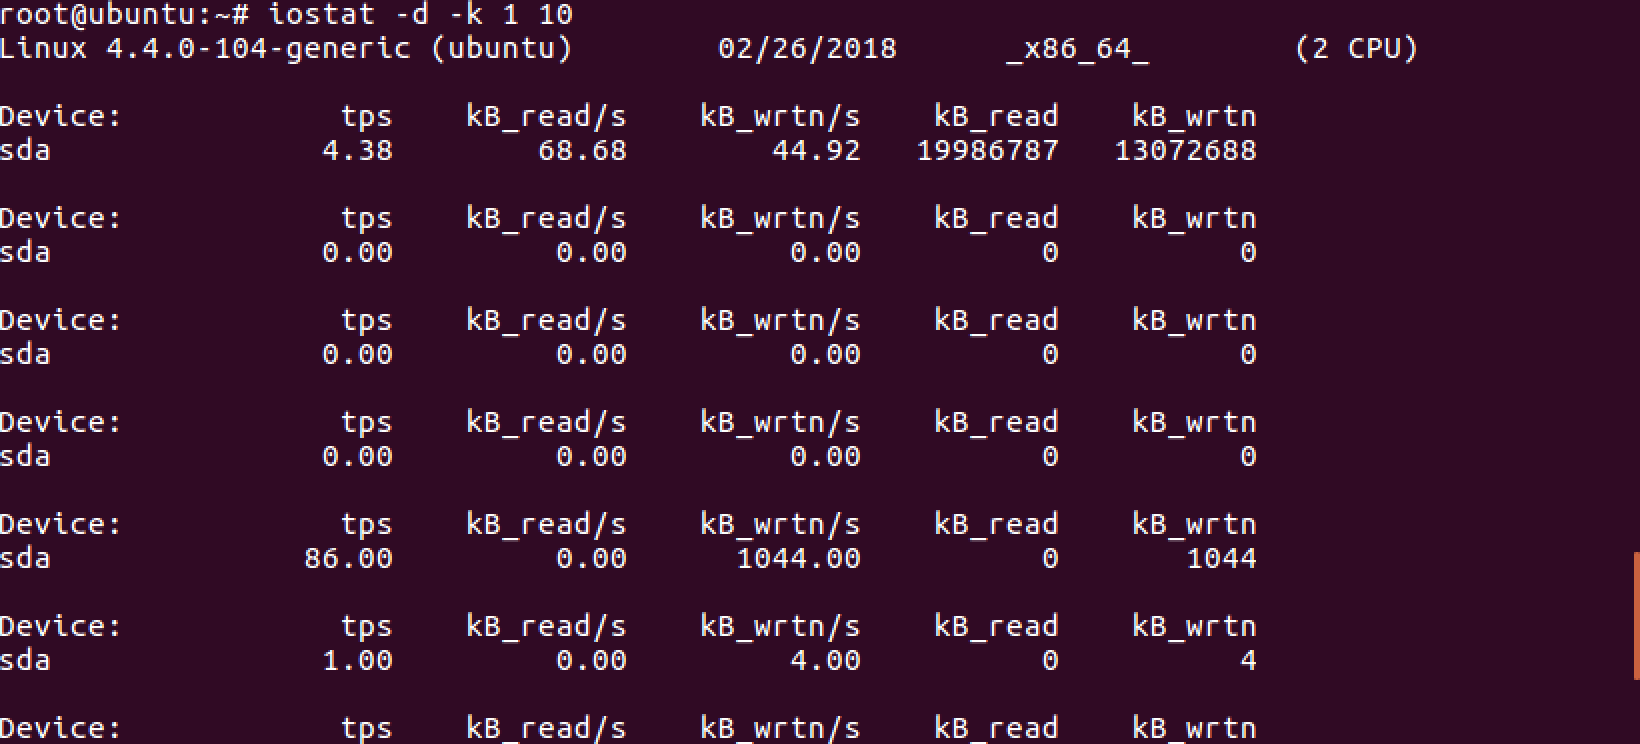 root@ubuntu:~# iostat -d -k 1 10
Linux 4.4.0-104-generic (ubuntu) 02/26/2018 _x86_64_ (2 CPU)
Device: tps kB_read/s kB_wrtn/s kB_read kB_wrtn
sda 4.38 68.68 44.92 19986787 13072688
Device: tps kB_read/s kB_wrtn/s kB_read kB_wrtn
sda 0.00 0.00 0.00 0 0
Device: tps kB_read/s kB_wrtn/s kB_read kB_wrtn
sda 0.00 0.00 0.00 0 0
Device: tps kB_read/s kB_wrtn/s kB_read kB_wrtn
sda 0.00 0.00 0.00 0 0
Device: tps kB_read/s kB_wrtn/s kB_read kB_wrtn
sda 86.00 0.00 1044.00 0 1044
Device: tps kB_read/s kB_wrtn/s kB_read kB_wrtn
sda 1.00 0.00 4.00 0 4
Device: tps kB_read/s kB_wrtn/s kB_read kB_wrtn